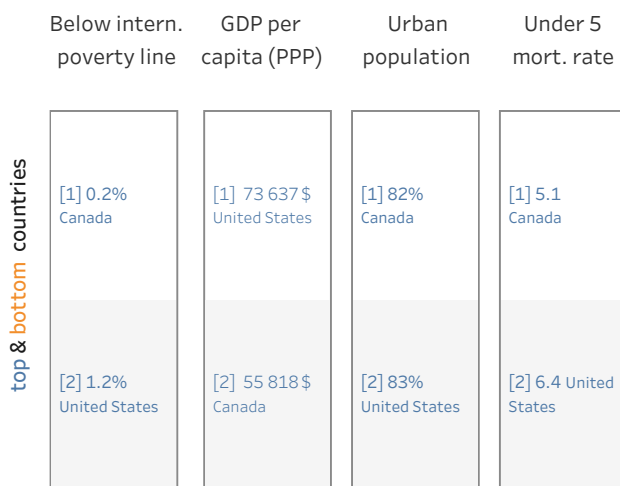 Below intern.
poverty line
GDP per
capita (PPP)
Urban
population
Under 5
mort. rate
top & bottom countries
[1] 0.2%
Canada
[1] 73 637 $
United States
[1] 82%
Canada
[1] 5.1
Canada
[2] 1.2%
United States
[2] 55 818 $
Canada
[2] 83%
United States
[2] 6.4 United
States